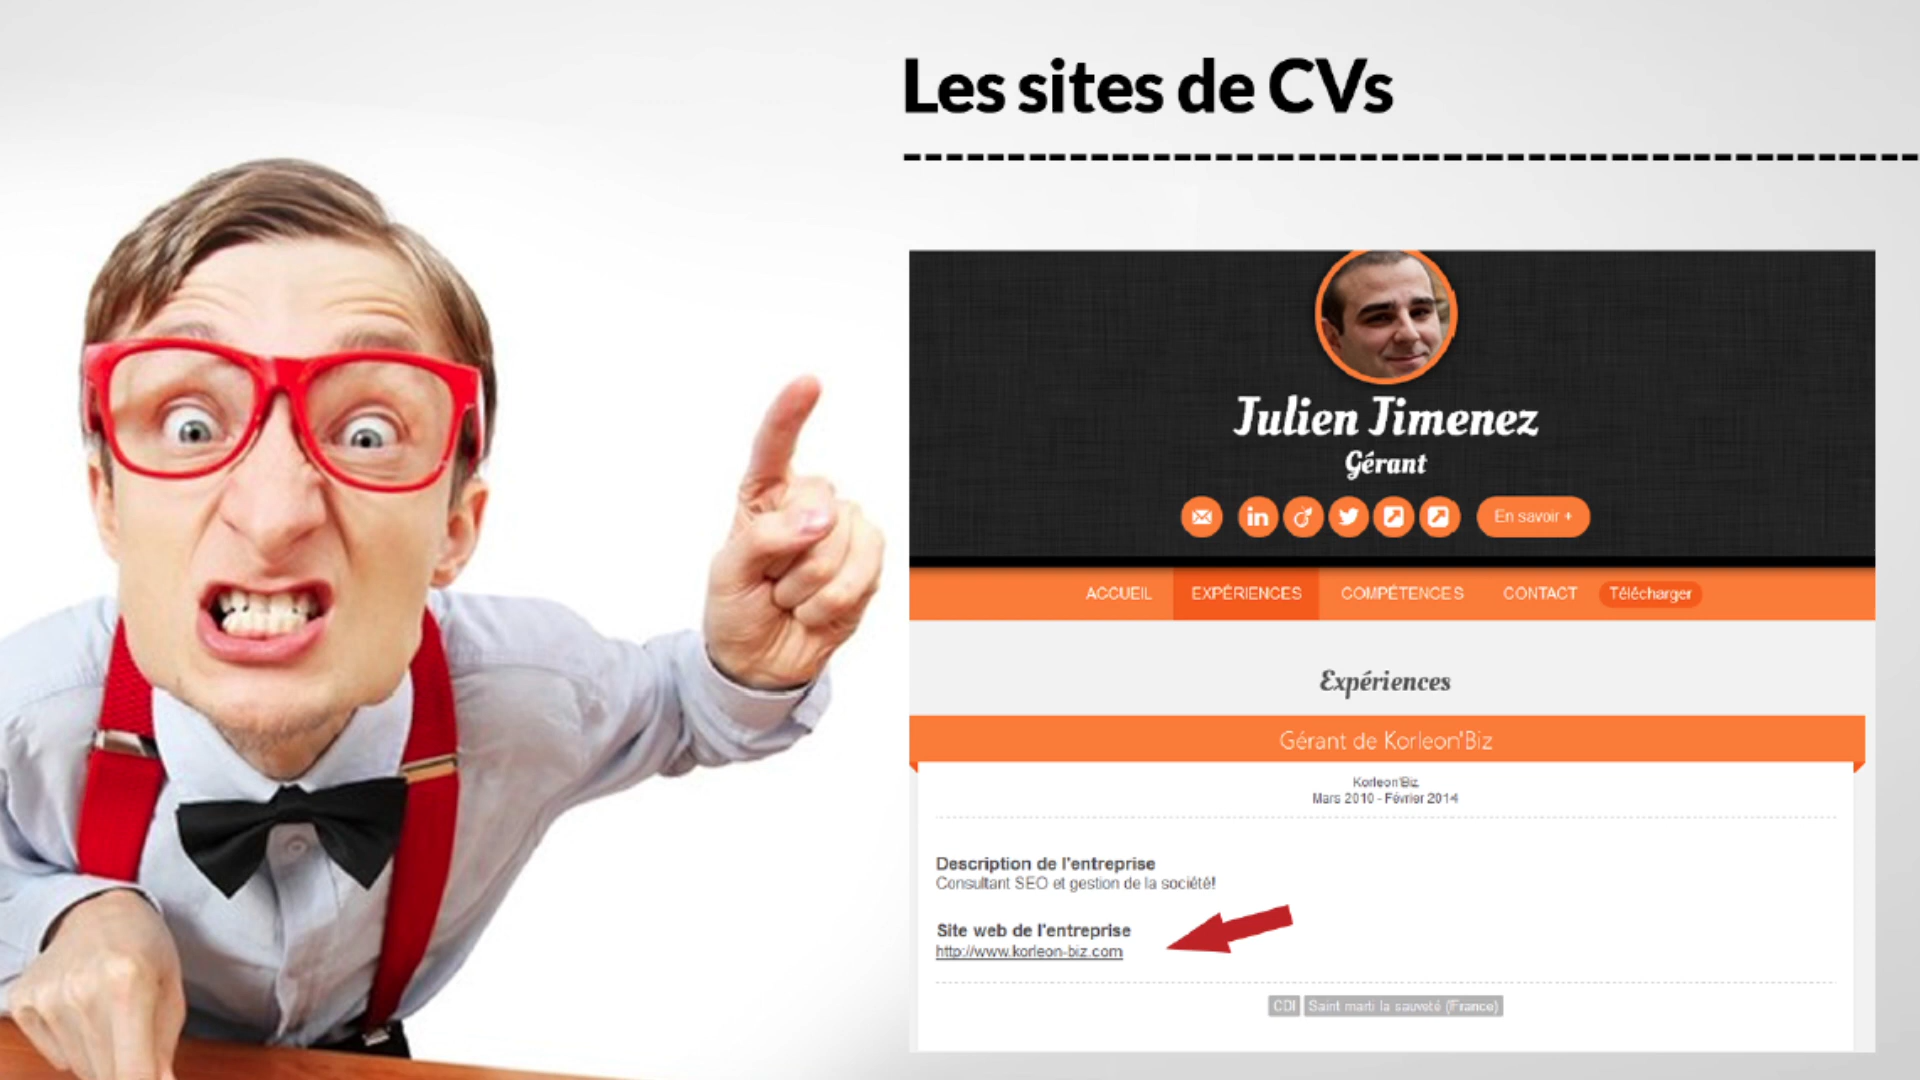 Les sites de CVs
Julien Jimenez
Gérant
En savoir +
ACCUEIL EXPÉRIENCES COMPÉTENCES CONTACT Télécharger
Expériences
Gérant de Korleon'Biz
Korleon'Biz
Mars 2010 - Février 2014
Description de l'entreprise
Consultant SEO et gestion de la société!
Site web de l'entreprise
http://www.korleon-biz.com
CDI Saint marti la sauveté (France)